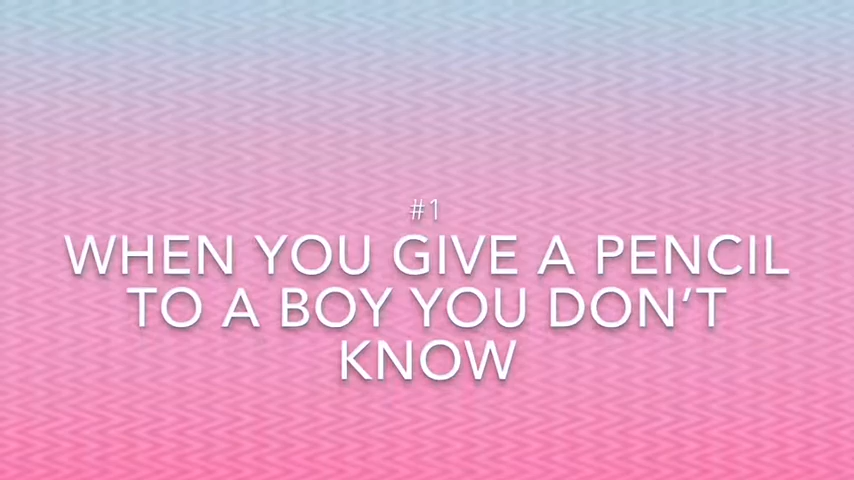 #1
WHEN YOU GIVE A PENCIL
TO A BOY YOU DON’T
KNOW